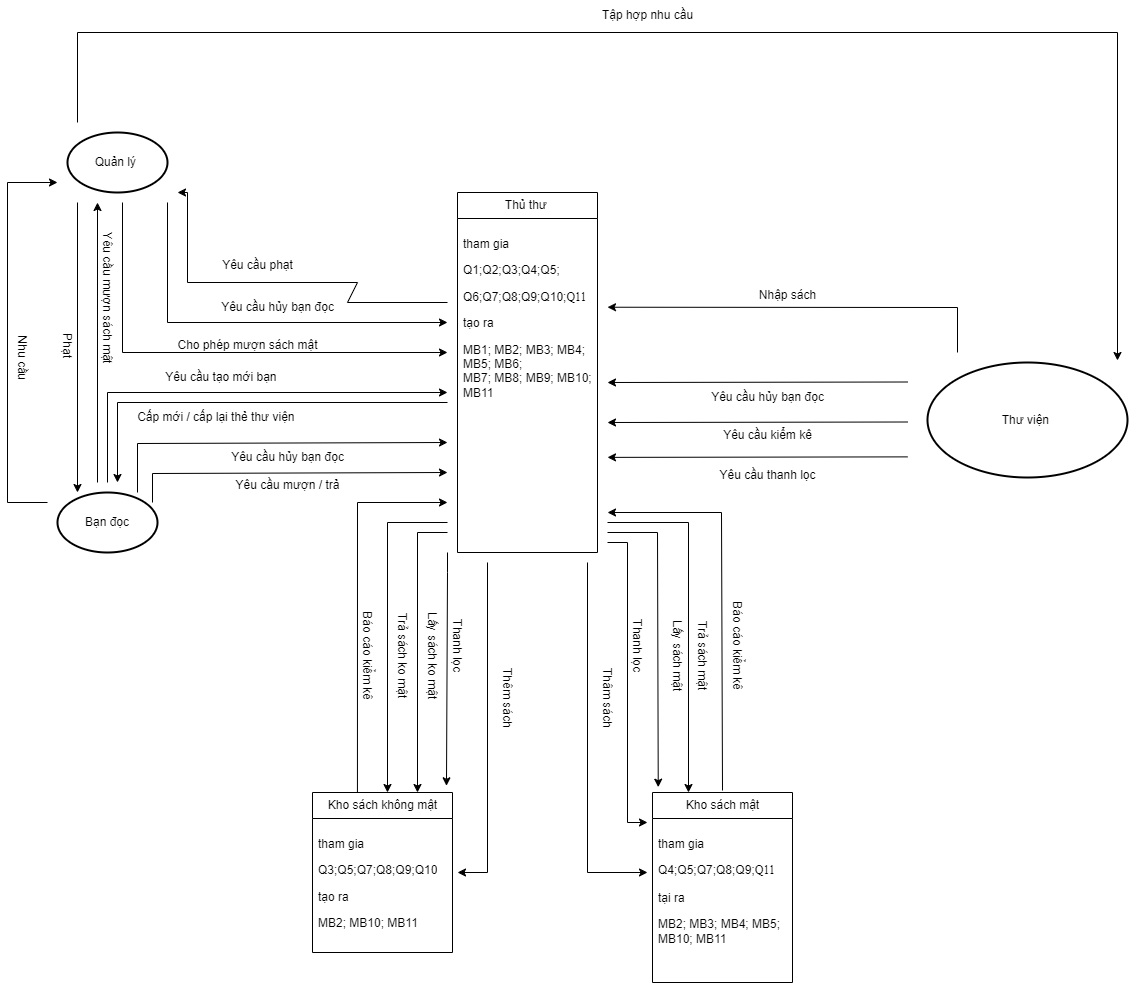 Tập hợp nhu cầu
Quản lý
Thủ thư
tham gia
Q1;Q2;Q3;Q4;Q5;
Q6;Q7;Q8;Q9;Q10;Q11
tạo ra
MB1; MB2; MB3; MB4;
MB5; MB6;
MB7; MB8; MB9; MB10;
MB11
Yêu cầu phạt
Yêu cầu hủy bạn đọc
Cho phép mượn sách mật
Yêu cầu tạo mới bạn
Cấp mới / cấp lại thẻ thư viện
Yêu cầu hủy bạn đọc
Yêu cầu mượn / trả
Nhu cầu
Phạt
Yêu cầu mượn sách mật
Bạn đọc
Nhập sách
Yêu cầu hủy bạn đọc
Yêu cầu kiểm kê
Yêu cầu thanh lọc
Thư viện
Báo cáo kiểm kê
Trả sách ko mật
Lấy sách ko mật
Thanh lọc
Thêm sách
Thâm sách
Thanh lọc
Lấy sách mật
Trả sách mật
Báo cáo kiểm kê
Kho sách không mật
tham gia
Q3;Q5;Q7;Q8;Q9;Q10
tạo ra
MB2; MB10; MB11
Kho sách mật
tham gia
Q4;Q5;Q7;Q8;Q9;Q11
tại ra
MB2; MB3; MB4; MB5;
MB10; MB11